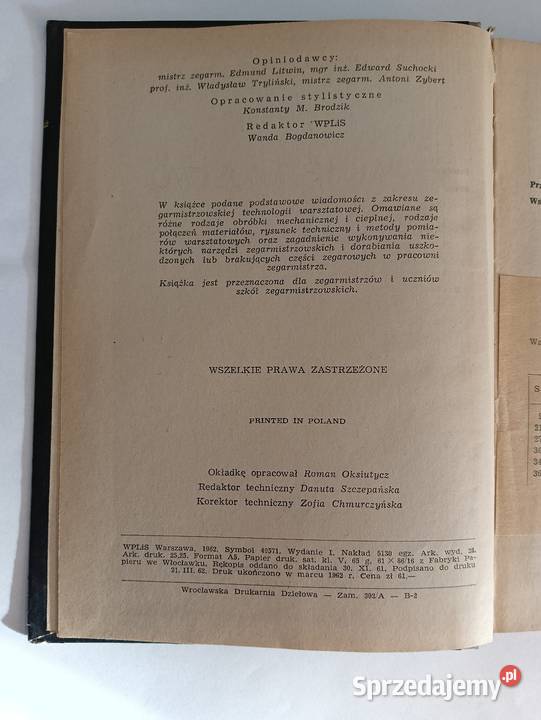 Opiniodawcy:
mistrz zegarm. Edmund Litwin, mgr inż. Edward Suchocki
prof. inż. Władysław Tryliński, mistrz zegarm. Antoni Zybert
Opracowanie stylistyczne
Konstanty M. Brodzik
Redaktor WPLiS
Wanda Bogdanowicz
W książce podane podstawowe wiadomości z zakresu ze-
garmistrzowskiej technologii warsztatowej. Omawiane są
różne rodzaje obróbki mechanicznej i cieplnej, rodzaje
połączeń materiałów, rysunek techniczny i metody pomia-
rów warsztatowych oraz zagadnienie wykonywania nie-
których narzędzi zegarmistrzowskich i dorabiania uszko-
dzonych lub brakujących części zegarowych w pracowni
zegarmistrza.
Książka jest przeznaczona dla zegarmistrzów i uczniów
szkół zegarmistrzowskich.
WSZELKIE PRAWA ZASTRZEŻONE
PRINTED IN POLAND
Okładkę opracował Roman Oksiutycz
Redaktor techniczny Danuta Szczepańska
Korektor techniczny Zofia Chmurczyńska
WPLiS Warszawa, 1962. Symbol 40571. Wydanie I. Nakład 5130 egz. Ark. wyd. 28.
Ark. druk. 25,25. Format A5. Papier druk. sat. kl. V, 65 g, 61 × 86/16 z Fabryki Pa-
pieru we Włocławku. Rękopis oddano do składania 30. XI. 61. Podpisano do druku
21. III. 62. Druk ukończono w marcu 1962 r. Cena zł 61,—
Wrocławska Drukarnia Dziełowa — Zam. 392/A — B-2
Sprzedajemy.pl